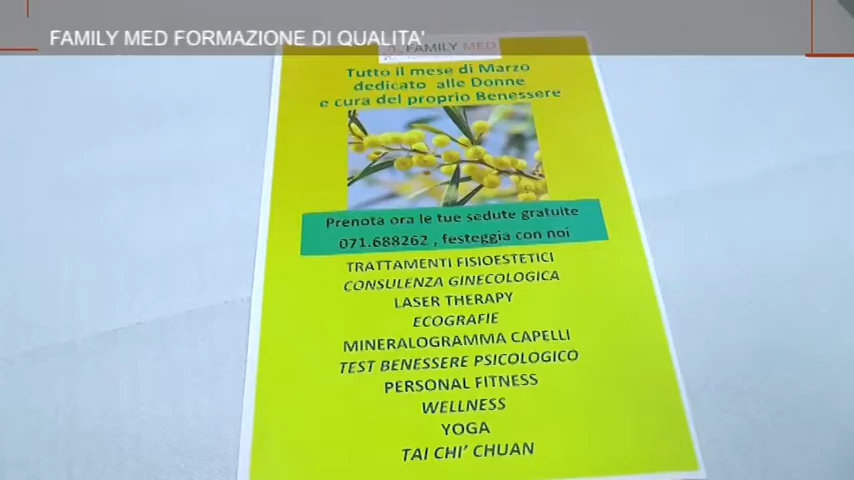 FAMILY MED FORMAZIONE DI QUALITA'
FAMILY MED
Tutto il mese di Marzo
dedicato alle Donne
e cura del proprio Benessere
Prenota ora le tue sedute gratuite
071.688262 , festeggia con noi
TRATTAMENTI FISIOESTETICI
CONSULENZA GINECOLOGICA
LASER THERAPY
ECOGRAFIE
MINERALOGRAMMA CAPELLI
TEST BENESSERE PSICOLOGICO
PERSONAL FITNESS
WELLNESS
YOGA
TAI CHI' CHUAN